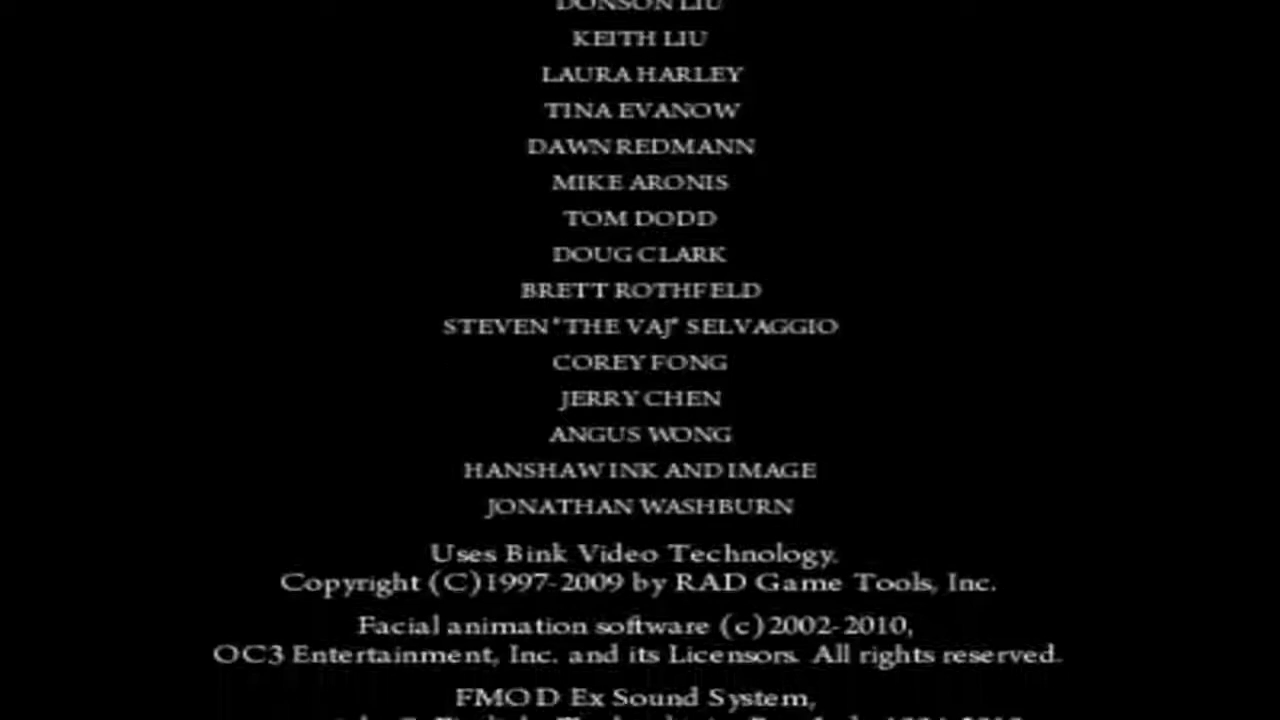 DONSON LIU
KEITH LIU
LAURA HARLEY
TINA EVANOW
DAWN REDMANN
MIKE ARONIS
TOM DODD
DOUG CLARK
BRETT ROTHFELD
STEVEN "THE VAJ" SELVAGGIO
COREY FONG
JERRY CHEN
ANGUS WONG
HANSHAW INK AND IMAGE
JONATHAN WASHBURN
Uses Bink Video Technology.
Copyright (C)1997-2009 by RAD Game Tools, Inc.
Facial animation software (c)2002-2010,
OC3 Entertainment, Inc. and its Licensors. All rights reserved.
FMOD Ex Sound System,